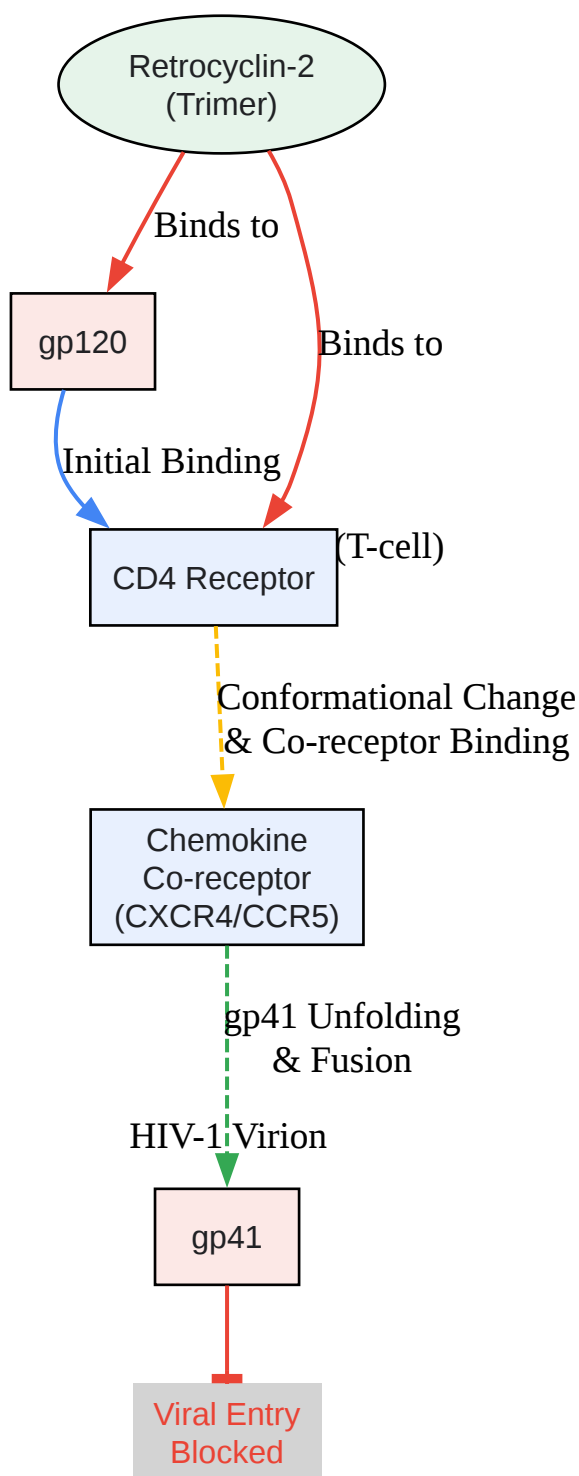 Retrocyclin-2
(Trimer)
Binds to
gp120
Binds to
Initial Binding
(T-cell)
CD4 Receptor
Conformational Change
& Co-receptor Binding
Chemokine
Co-receptor
(CXCR4/CCR5)
gp41 Unfolding
& Fusion
HIV-1 Virion
gp41
Viral Entry
Blocked